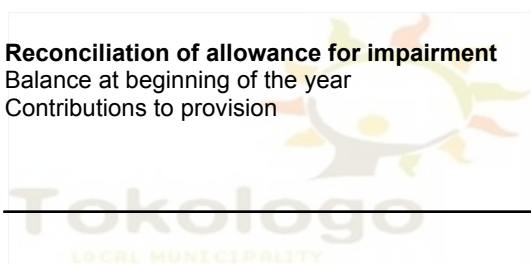 Reconciliation of allowance for impairment
Balance at beginning of the year
Contributions to provision
Tokologo
LOCAL MUNICIPALITY